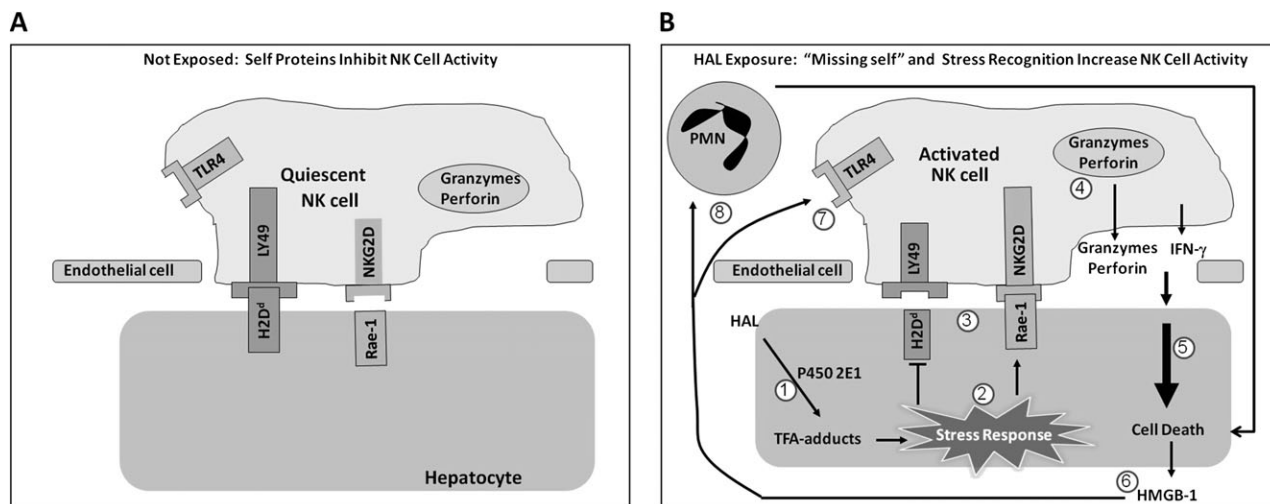 A
Not Exposed: Self Proteins Inhibit NK Cell Activity
TLR4
Quiescent
NK cell
Granzymes
Perforin
LY49
NKG2D
Endothelial cell
H2Dᵈ
Rae-1
Hepatocyte
B
HAL Exposure: “Missing self” and Stress Recognition Increase NK Cell Activity
PMN
TLR4
Activated
NK cell
Granzymes
Perforin
4
8
7
LY49
NKG2D
Granzymes
Perforin
IFN-γ
Endothelial cell
HAL
H2Dᵈ
3
Rae-1
5
P450 2E1
1
2
TFA-adducts
Stress Response
Cell Death
6
HMGB-1